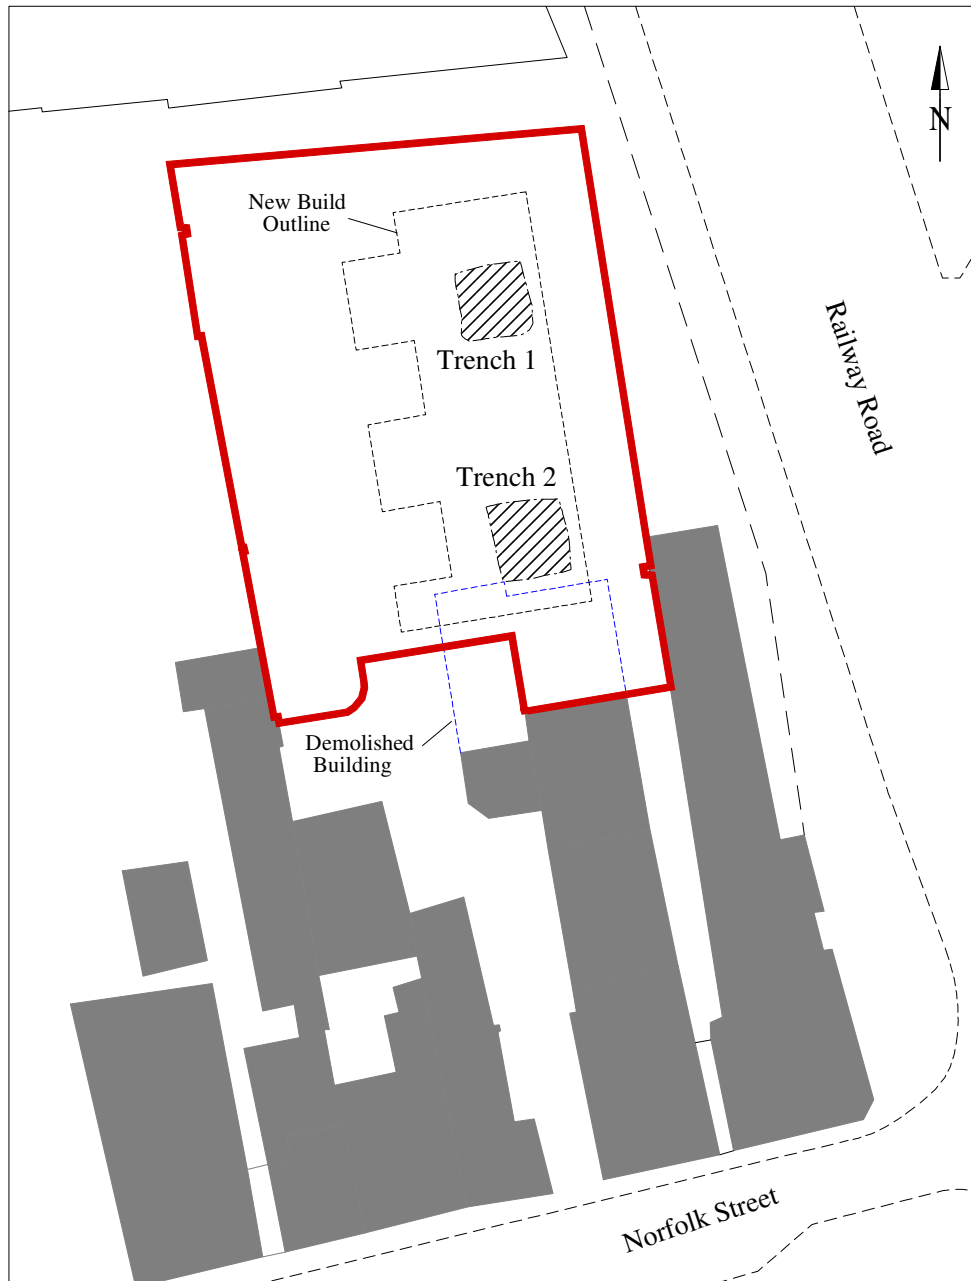 N
New Build
Outline
Railway Road
Trench 1
Trench 2
Demolished
Building
Norfolk Street